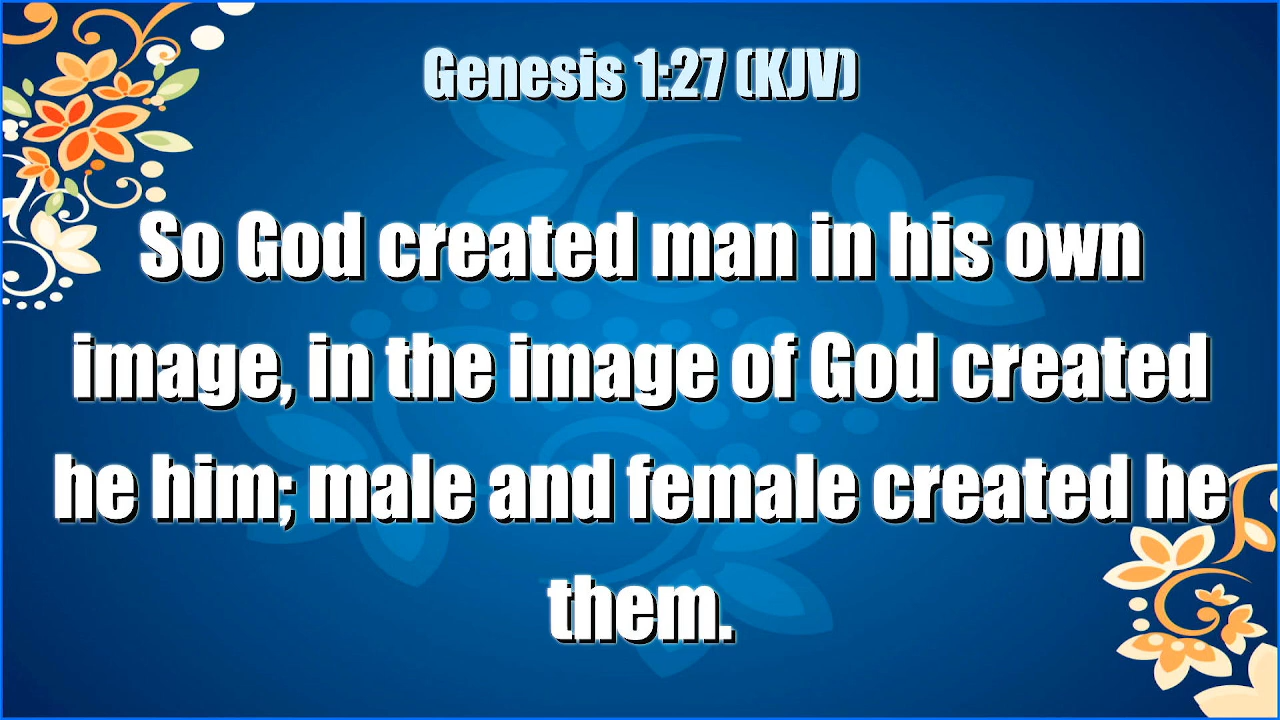 Genesis 1:27 (KJV)
So God created man in his own
image, in the image of God created
he him; male and female created he
them.